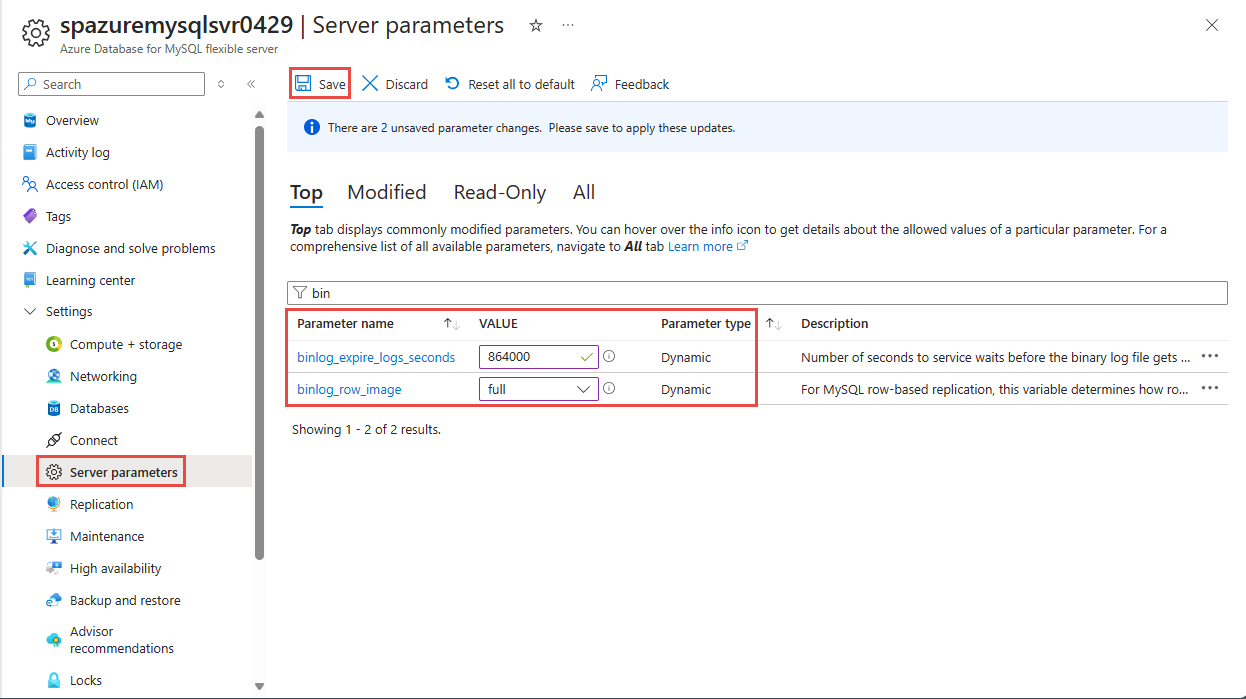 spazuremysqlsvr0429 | Server parameters
Azure Database for MySQL flexible server
Search
Overview
Activity log
Access control (IAM)
Tags
Diagnose and solve problems
Learning center
Settings
Compute + storage
Networking
Databases
Connect
Server parameters
Replication
Maintenance
High availability
Backup and restore
Advisor
recommendations
Locks
Save Discard Reset all to default Feedback
There are 2 unsaved parameter changes. Please save to apply these updates.
Top Modified Read-Only All
Top tab displays commonly modified parameters. You can hover over the info icon to get details about the allowed values of a particular parameter. For a
comprehensive list of all available parameters, navigate to All tab Learn more
bin
Parameter name VALUE Parameter type Description
binlog_expire_logs_seconds 864000 Dynamic Number of seconds to service waits before the binary log file gets ...
binlog_row_image full Dynamic For MySQL row-based replication, this variable determines how ro...
Showing 1 - 2 of 2 results.